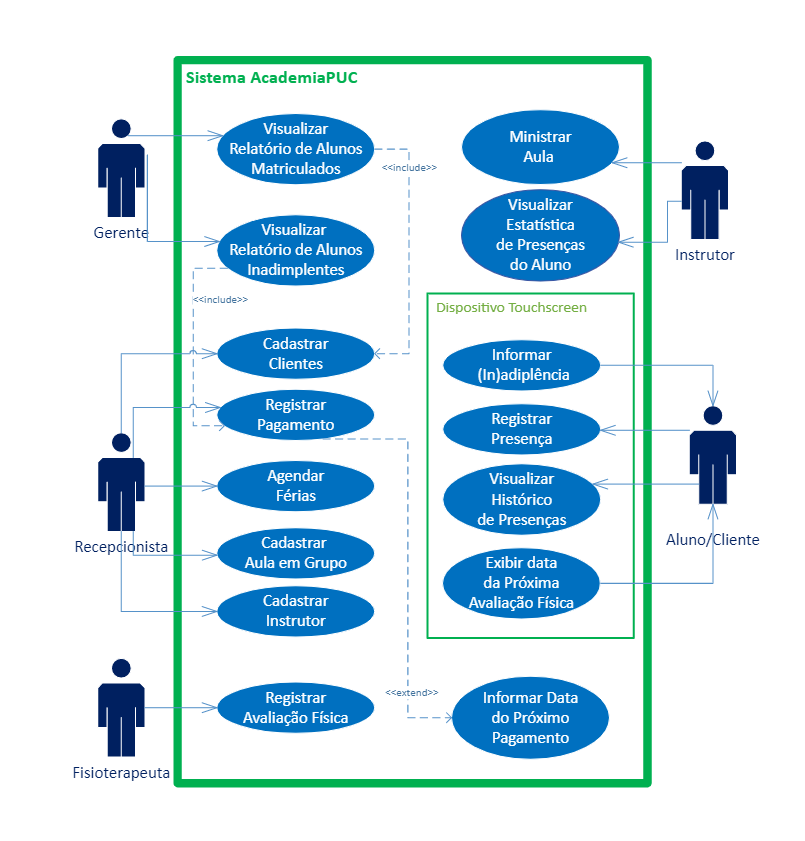 Sistema AcademiaPUC
Visualizar
Relatório de Alunos
Matriculados
<<include>>
Gerente
Visualizar
Relatório de Alunos
Inadimplentes
<<include>>
Cadastrar
Clientes
Registrar
Pagamento
Agendar
Férias
Recepcionista
Cadastrar
Aula em Grupo
Cadastrar
Instrutor
Registrar
Avaliação Física
Fisioterapeuta
<<extend>>
Informar Data
do Próximo
Pagamento
Ministrar
Aula
Visualizar
Estatística
de Presenças
do Aluno
Instrutor
Dispositivo Touchscreen
Informar
(In)adiplência
Registrar
Presença
Visualizar
Histórico
de Presenças
Exibir data
da Próxima
Avaliação Física
Aluno/Cliente